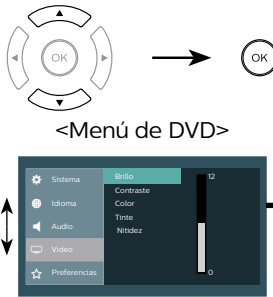 OK
OK
<Menú de DVD>
Sistema
Idioma
Audio
Video
Preferencias
Brillo
Contraste
Color
Tinte
Nitidez
12
0